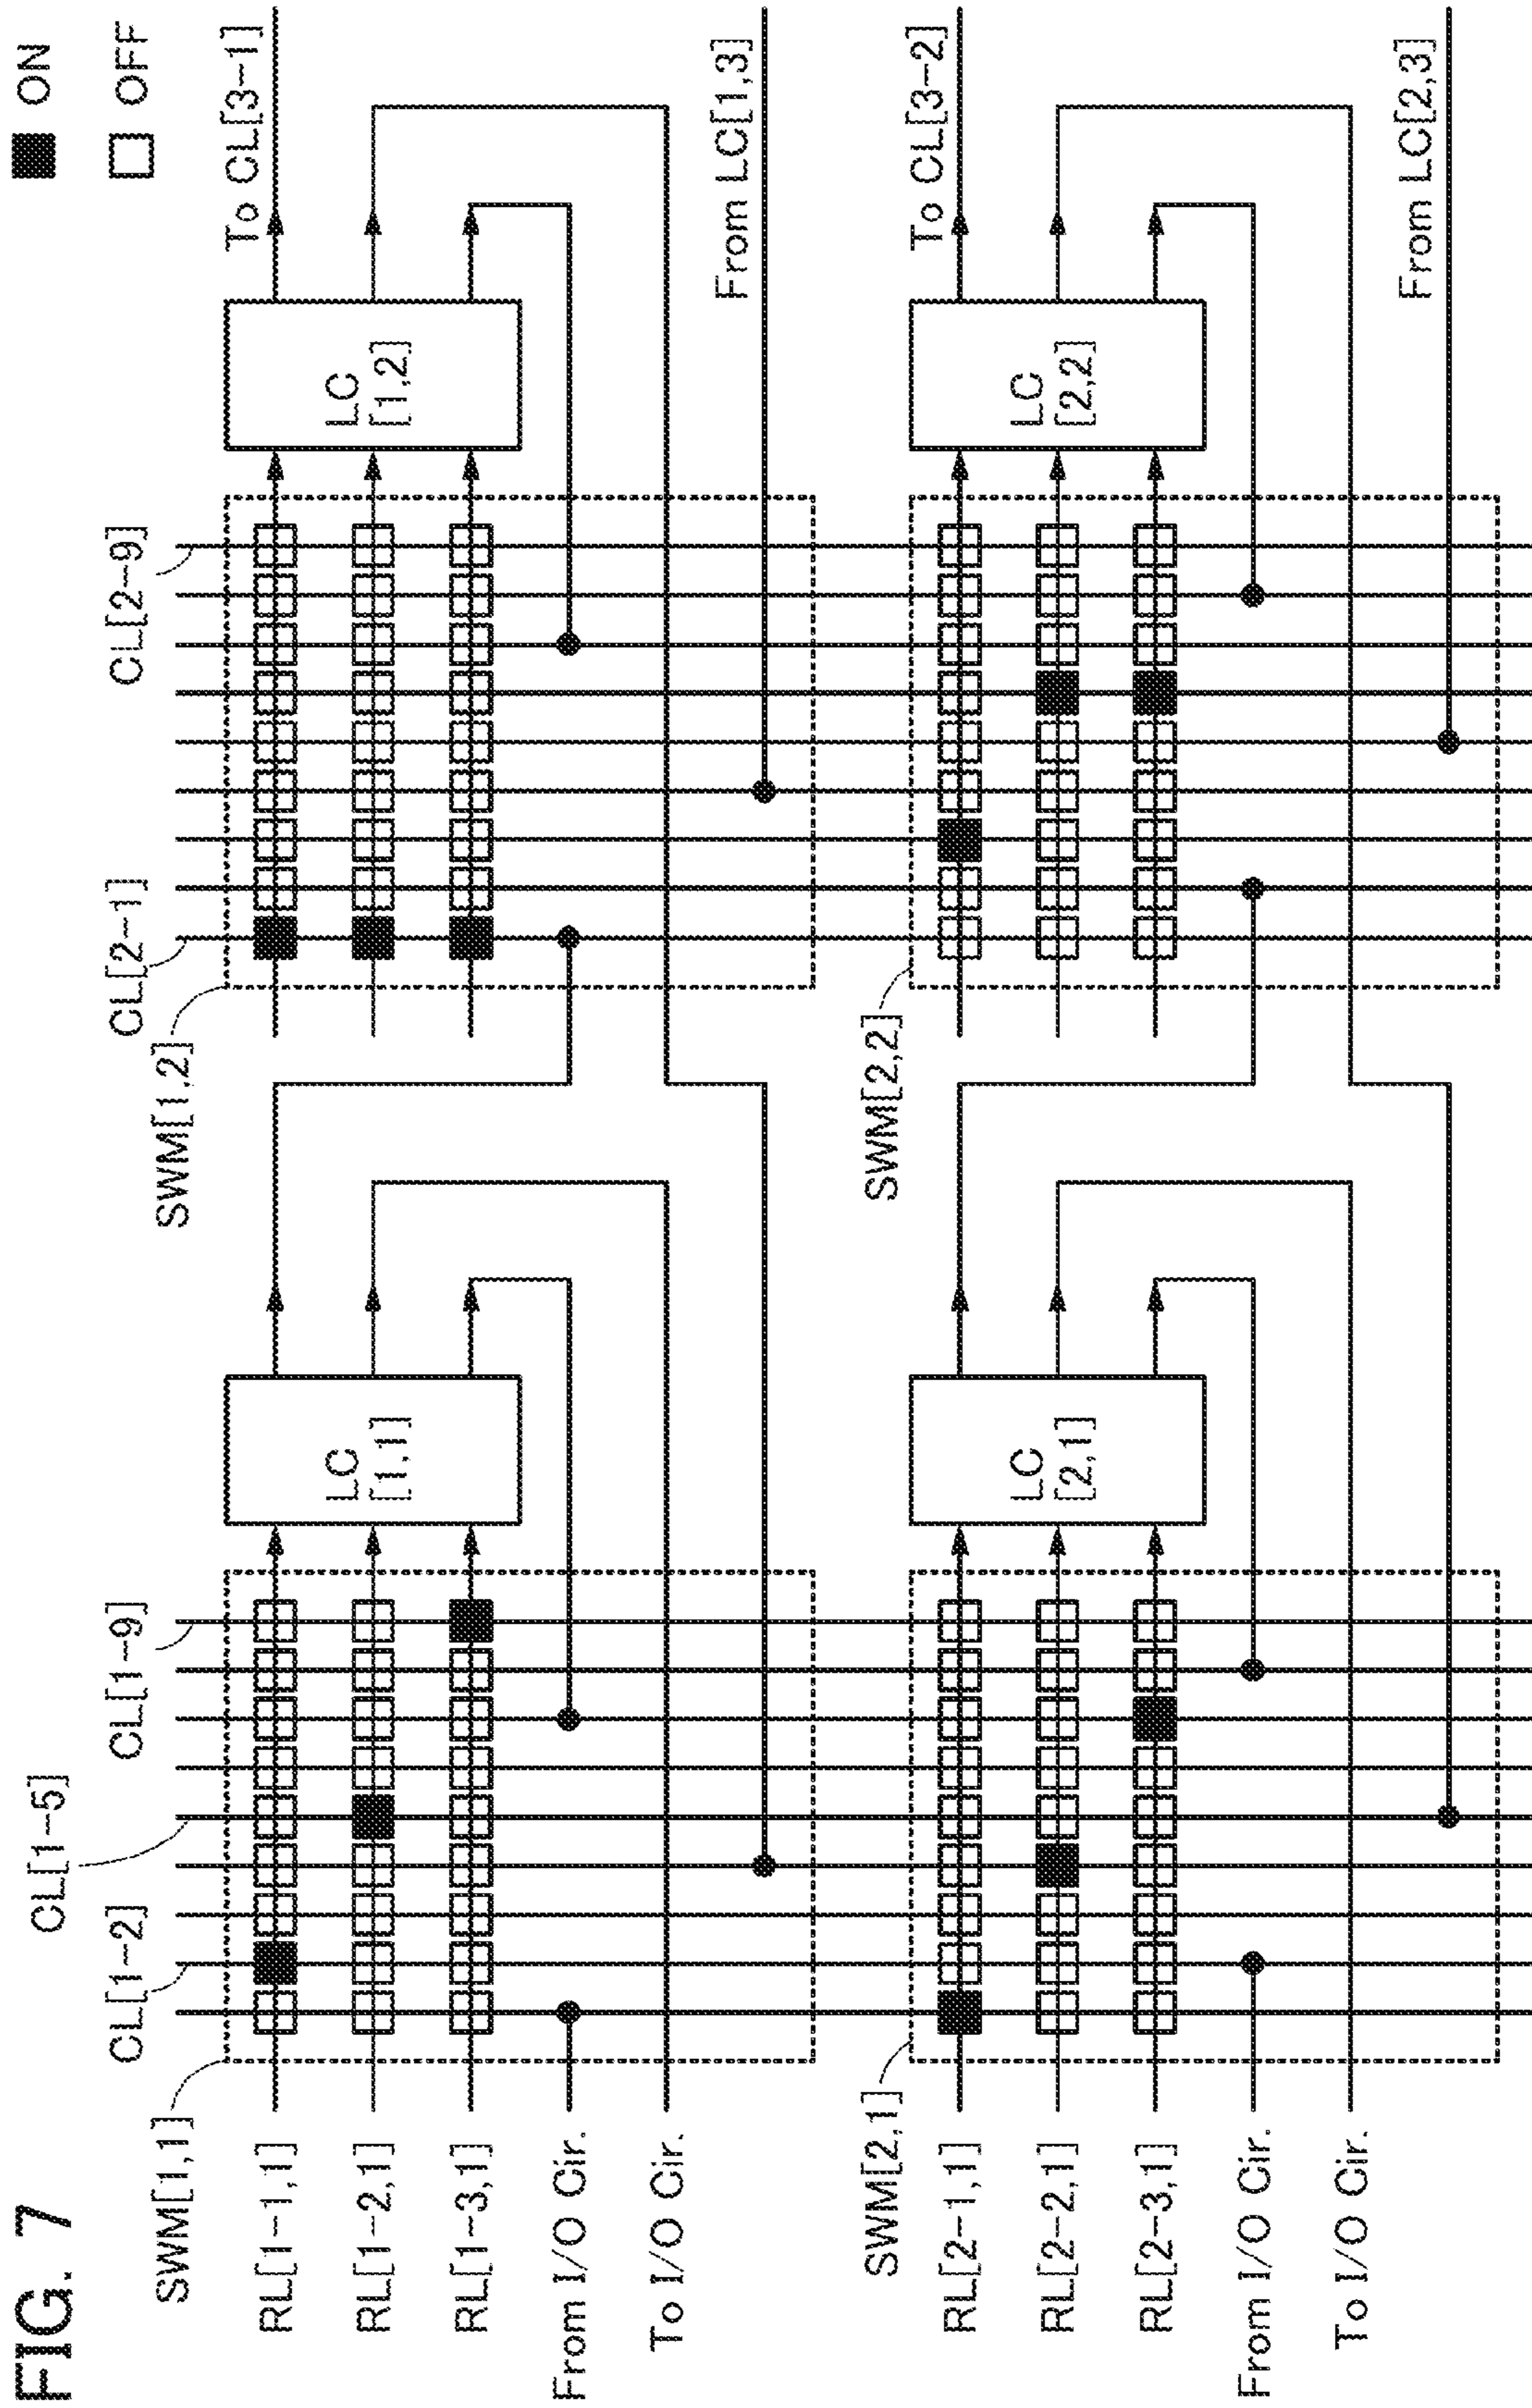 FIG. 7
ON
OFF
CL[1-5]
CL[1-2]
CL[1-9]
CL[2-1]
CL[2-9]
SWM[1,1]
SWM[1,2]
RL[1-1,1]
RL[1-2,1]
RL[1-3,1]
From I/O Cir.
To I/O Cir.
LC
[1,1]
LC
[1,2]
To CL[3-1]
From LC[1,3]
SWM[2,1]
SWM[2,2]
RL[2-1,1]
RL[2-2,1]
RL[2-3,1]
From I/O Cir.
To I/O Cir.
LC
[2,1]
LC
[2,2]
To CL[3-2]
From LC[2,3]